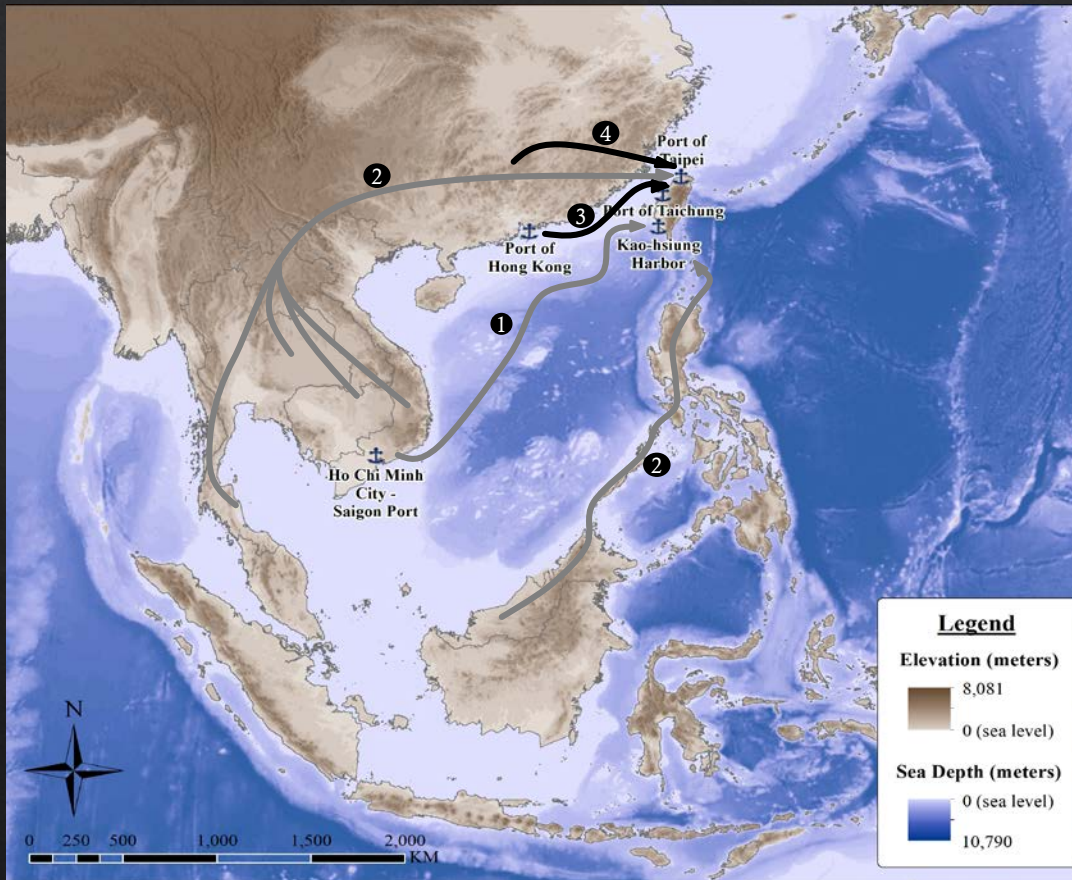 4
Port of
Taipei
2
Port of Taichung
3
Port of
Hong Kong
Kao-hsiung
Harbor
1
2
Ho Chi Minh
City -
Saigon Port
Legend
Elevation (meters)
8,081
0 (sea level)
Sea Depth (meters)
0 (sea level)
10,790
N
0 250 500 1,000 1,500 2,000
KM